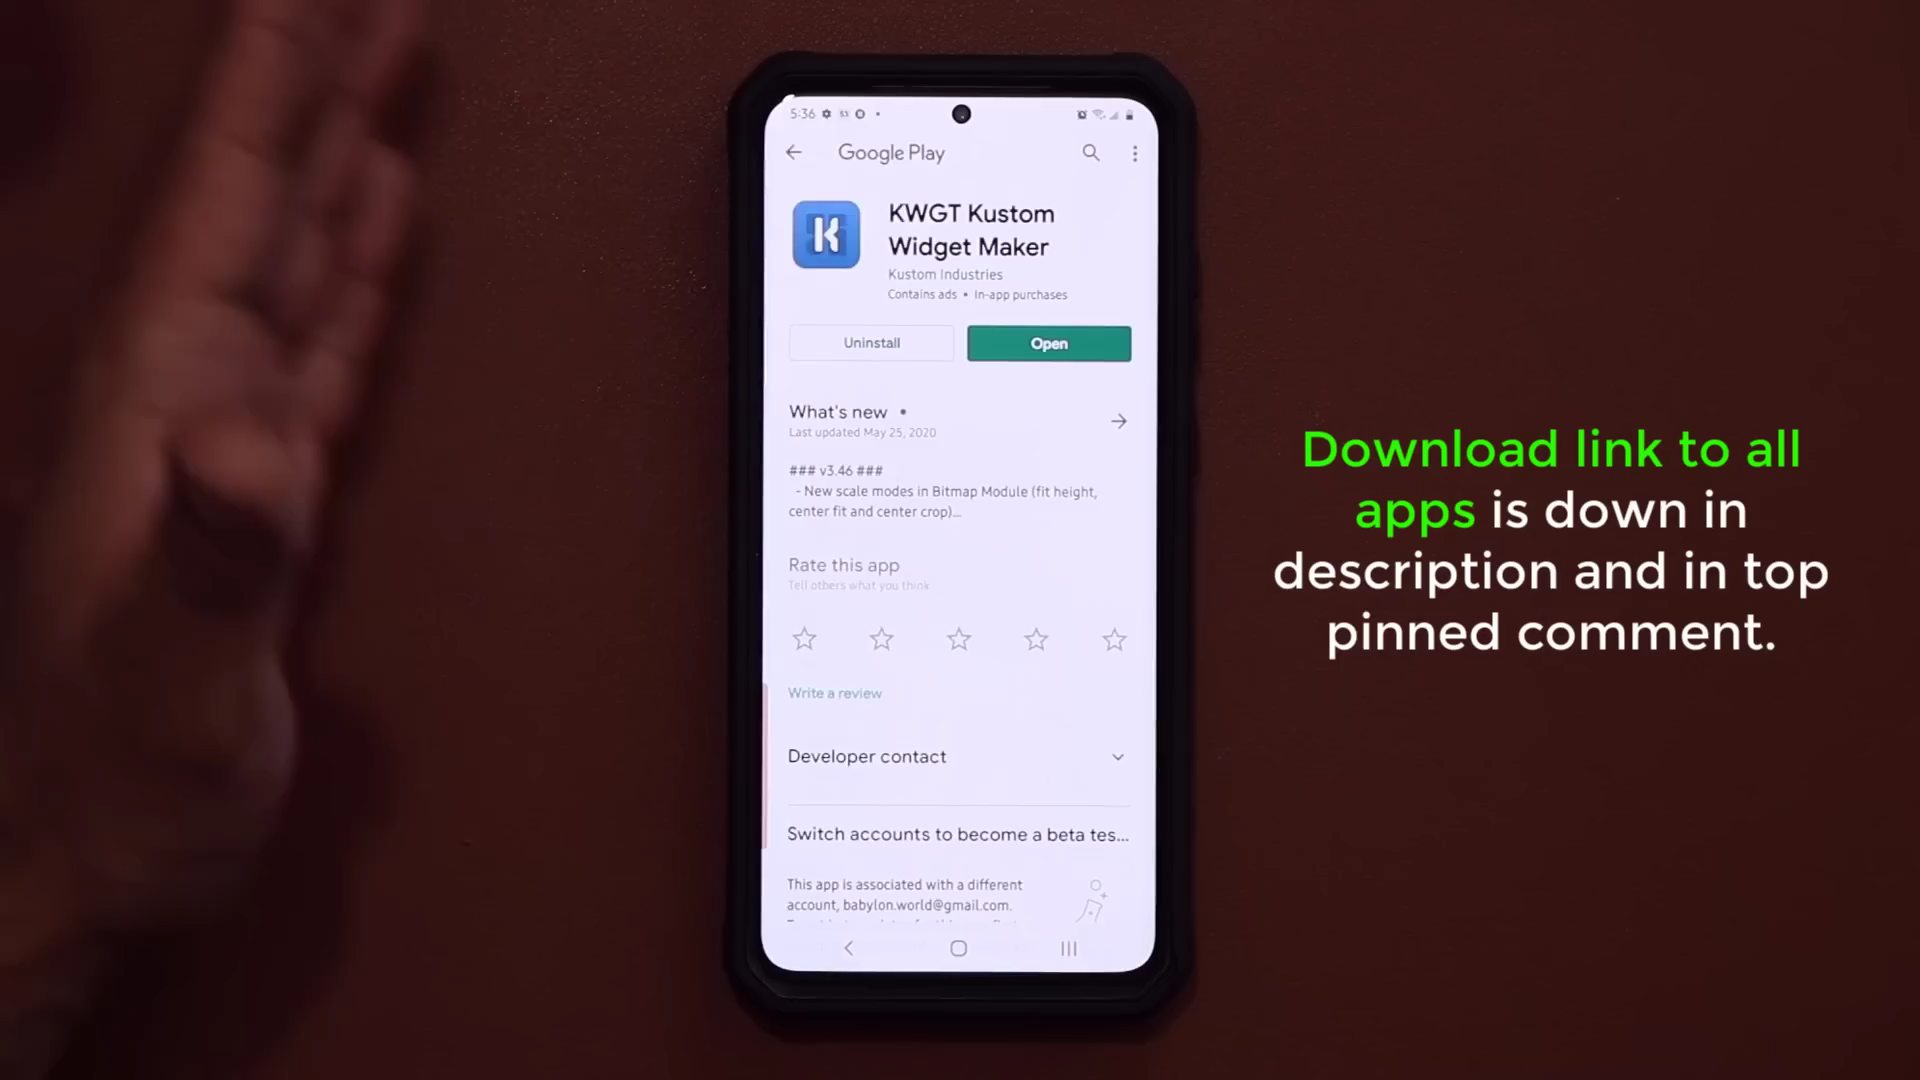 5:36
Google Play
KWGT Kustom
Widget Maker
Kustom Industries
Contains ads • In-app purchases
Uninstall
Open
What's new •
Last updated May 25, 2020
### v3.46 ###
- New scale modes in Bitmap Module (fit height,
center fit and center crop)...
Rate this app
Tell others what you think
Write a review
Developer contact
Switch accounts to become a beta tes...
This app is associated with a different
account, babylon.world@gmail.com.
Download link to all
apps is down in
description and in top
pinned comment.